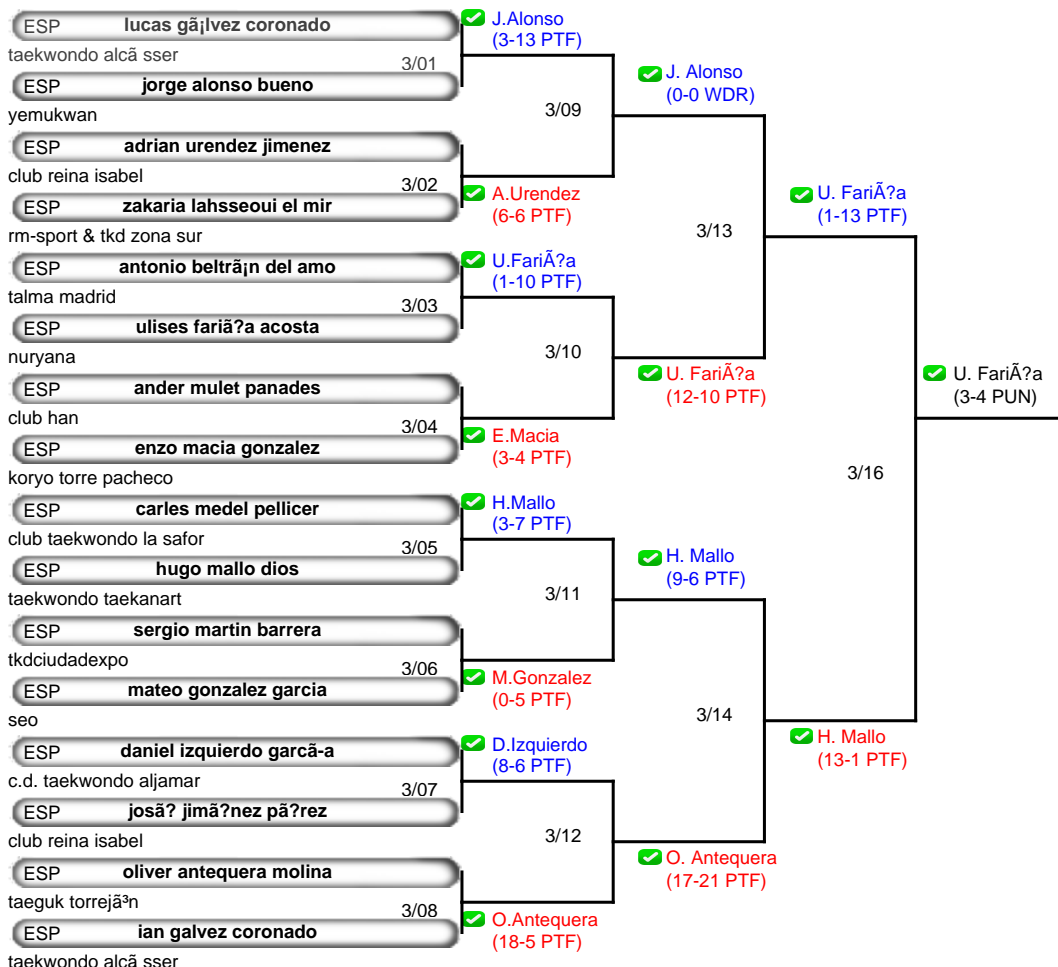 ESP lucas gã¡lvez coronado
taekwondo alcã sser
3/01
ESP jorge alonso bueno
yemukwan
ESP adrian urendez jimenez
club reina isabel
3/02
ESP zakaria lahsseoui el mir
rm-sport & tkd zona sur
ESP antonio beltrã¡n del amo
talma madrid
3/03
ESP ulises fariã?a acosta
nuryana
ESP ander mulet panades
club han
3/04
ESP enzo macia gonzalez
koryo torre pacheco
ESP carles medel pellicer
club taekwondo la safor
3/05
ESP hugo mallo dios
taekwondo taekanart
ESP sergio martin barrera
tkdciudadexpo
3/06
ESP mateo gonzalez garcia
seo
ESP daniel izquierdo garcã-a
c.d. taekwondo aljamar
3/07
ESP josã? jimã?nez pã?rez
club reina isabel
ESP oliver antequera molina
taeguk torrejã³n
3/08
ESP ian galvez coronado
taekwondo alcã sser
J.Alonso
(3-13 PTF)
A.Urendez
(6-6 PTF)
U.FariÃ?a
(1-10 PTF)
E.Macia
(3-4 PTF)
H.Mallo
(3-7 PTF)
M.Gonzalez
(0-5 PTF)
D.Izquierdo
(8-6 PTF)
O.Antequera
(18-5 PTF)
3/09
3/10
3/11
3/12
J. Alonso
(0-0 WDR)
U. FariÃ?a
(12-10 PTF)
H. Mallo
(9-6 PTF)
O. Antequera
(17-21 PTF)
3/13
3/14
U. FariÃ?a
(1-13 PTF)
H. Mallo
(13-1 PTF)
3/16
U. FariÃ?a
(3-4 PUN)